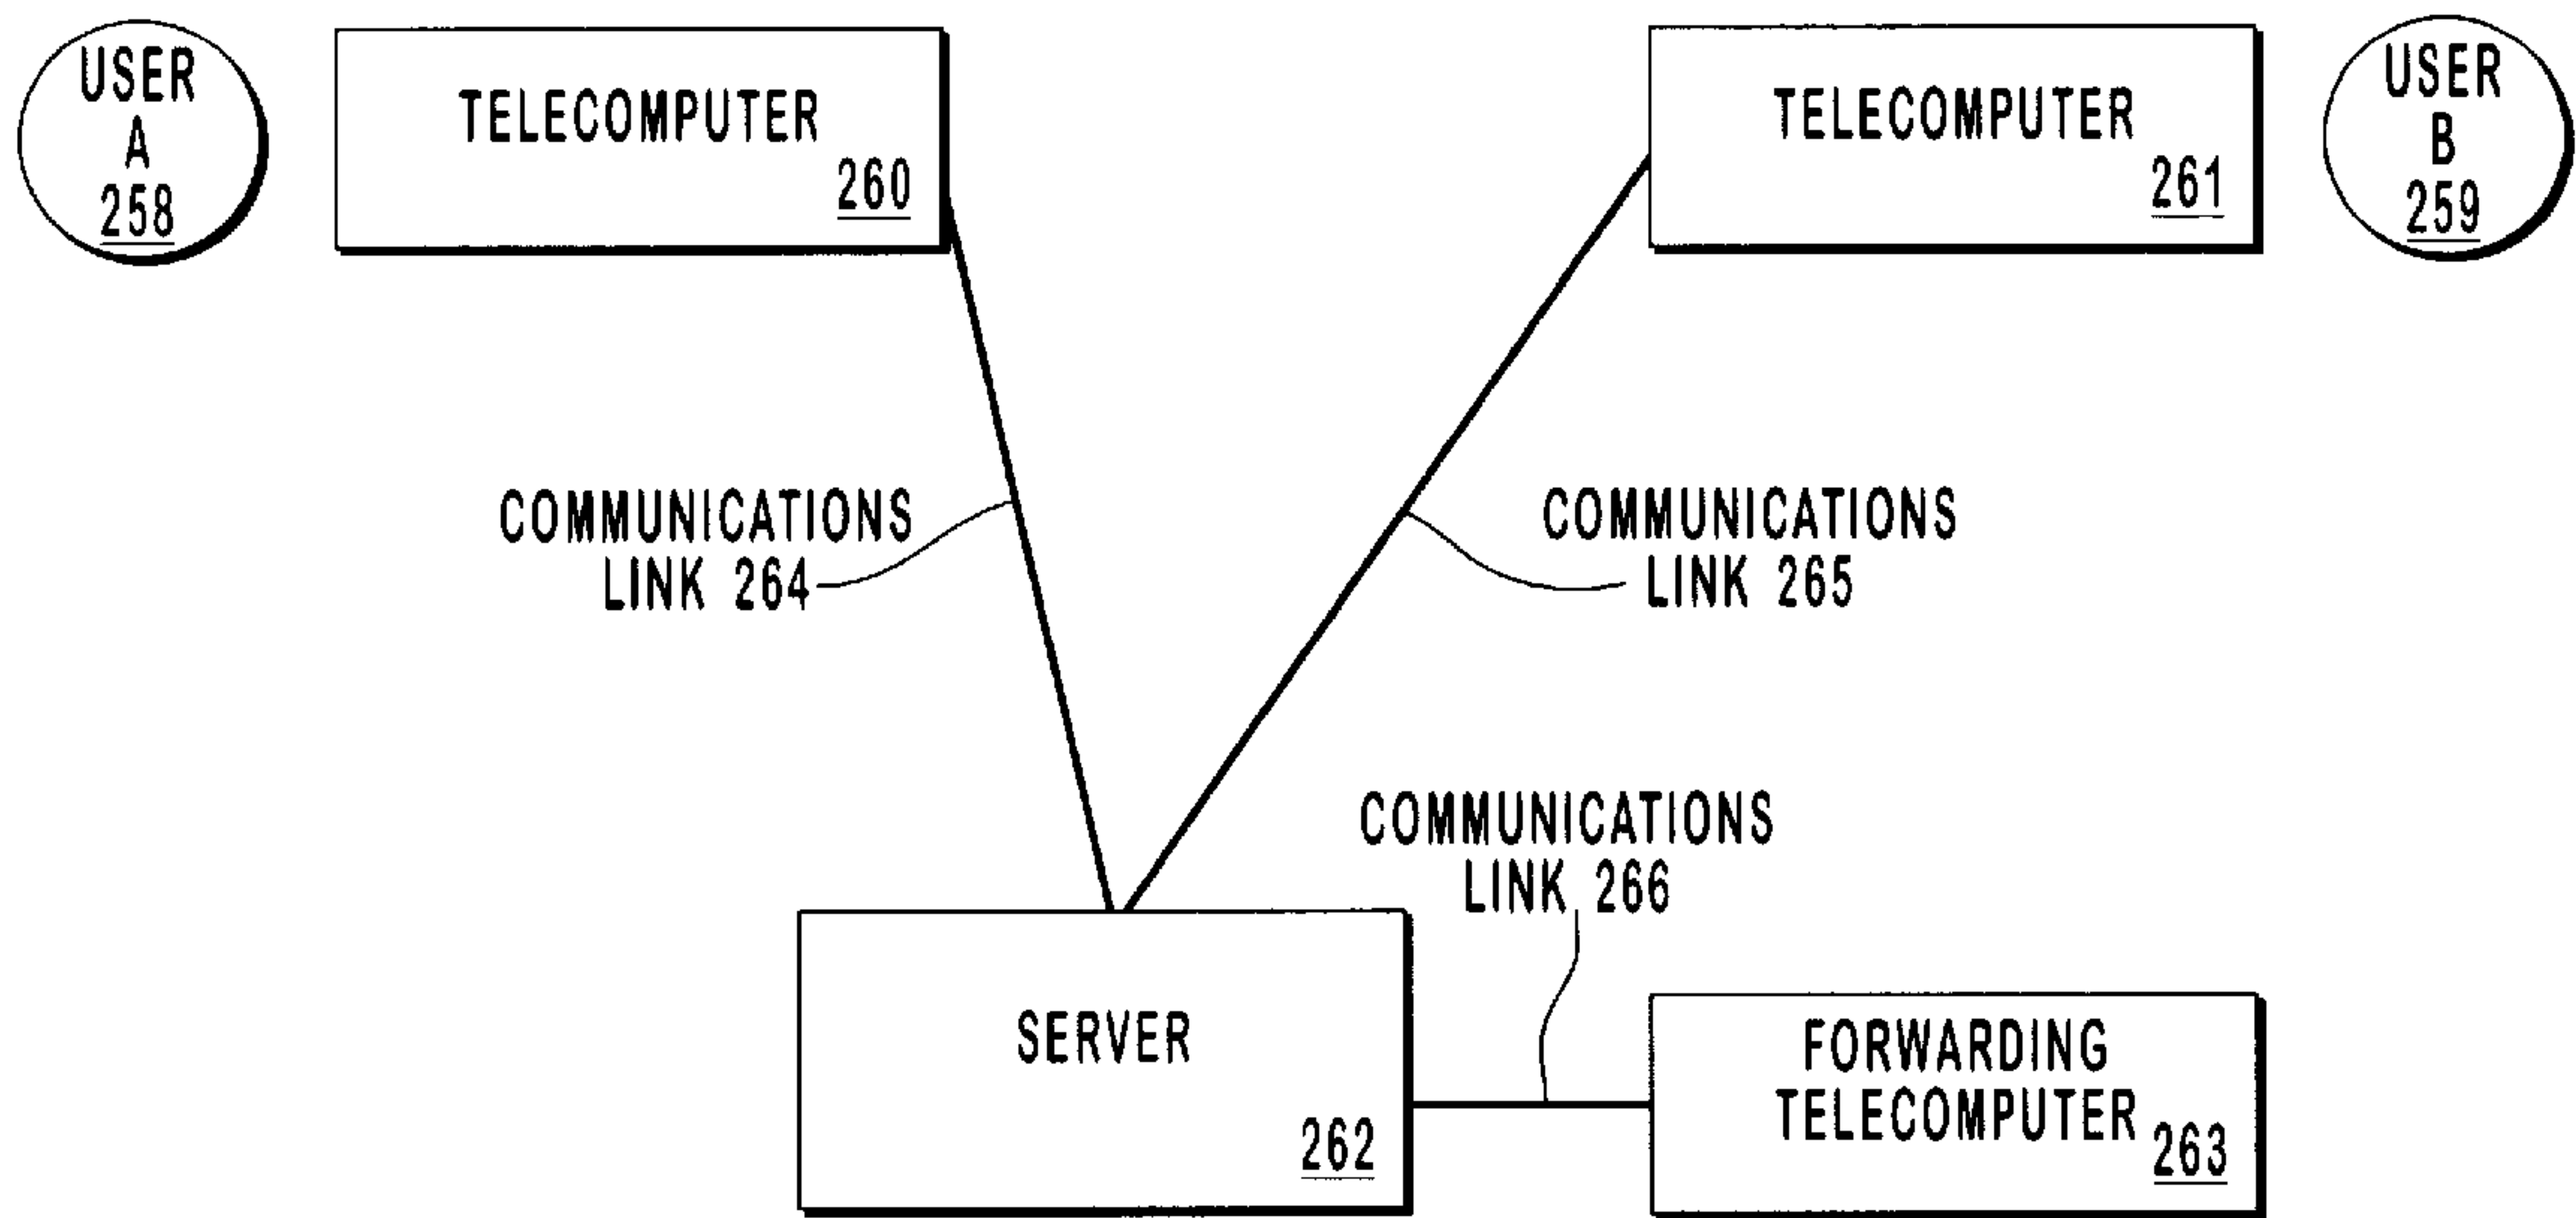 USER
A
258
TELECOMPUTER
260
TELECOMPUTER
261
USER
B
259
COMMUNICATIONS
LINK 264
COMMUNICATIONS
LINK 265
COMMUNICATIONS
LINK 266
SERVER
262
FORWARDING
TELECOMPUTER
263